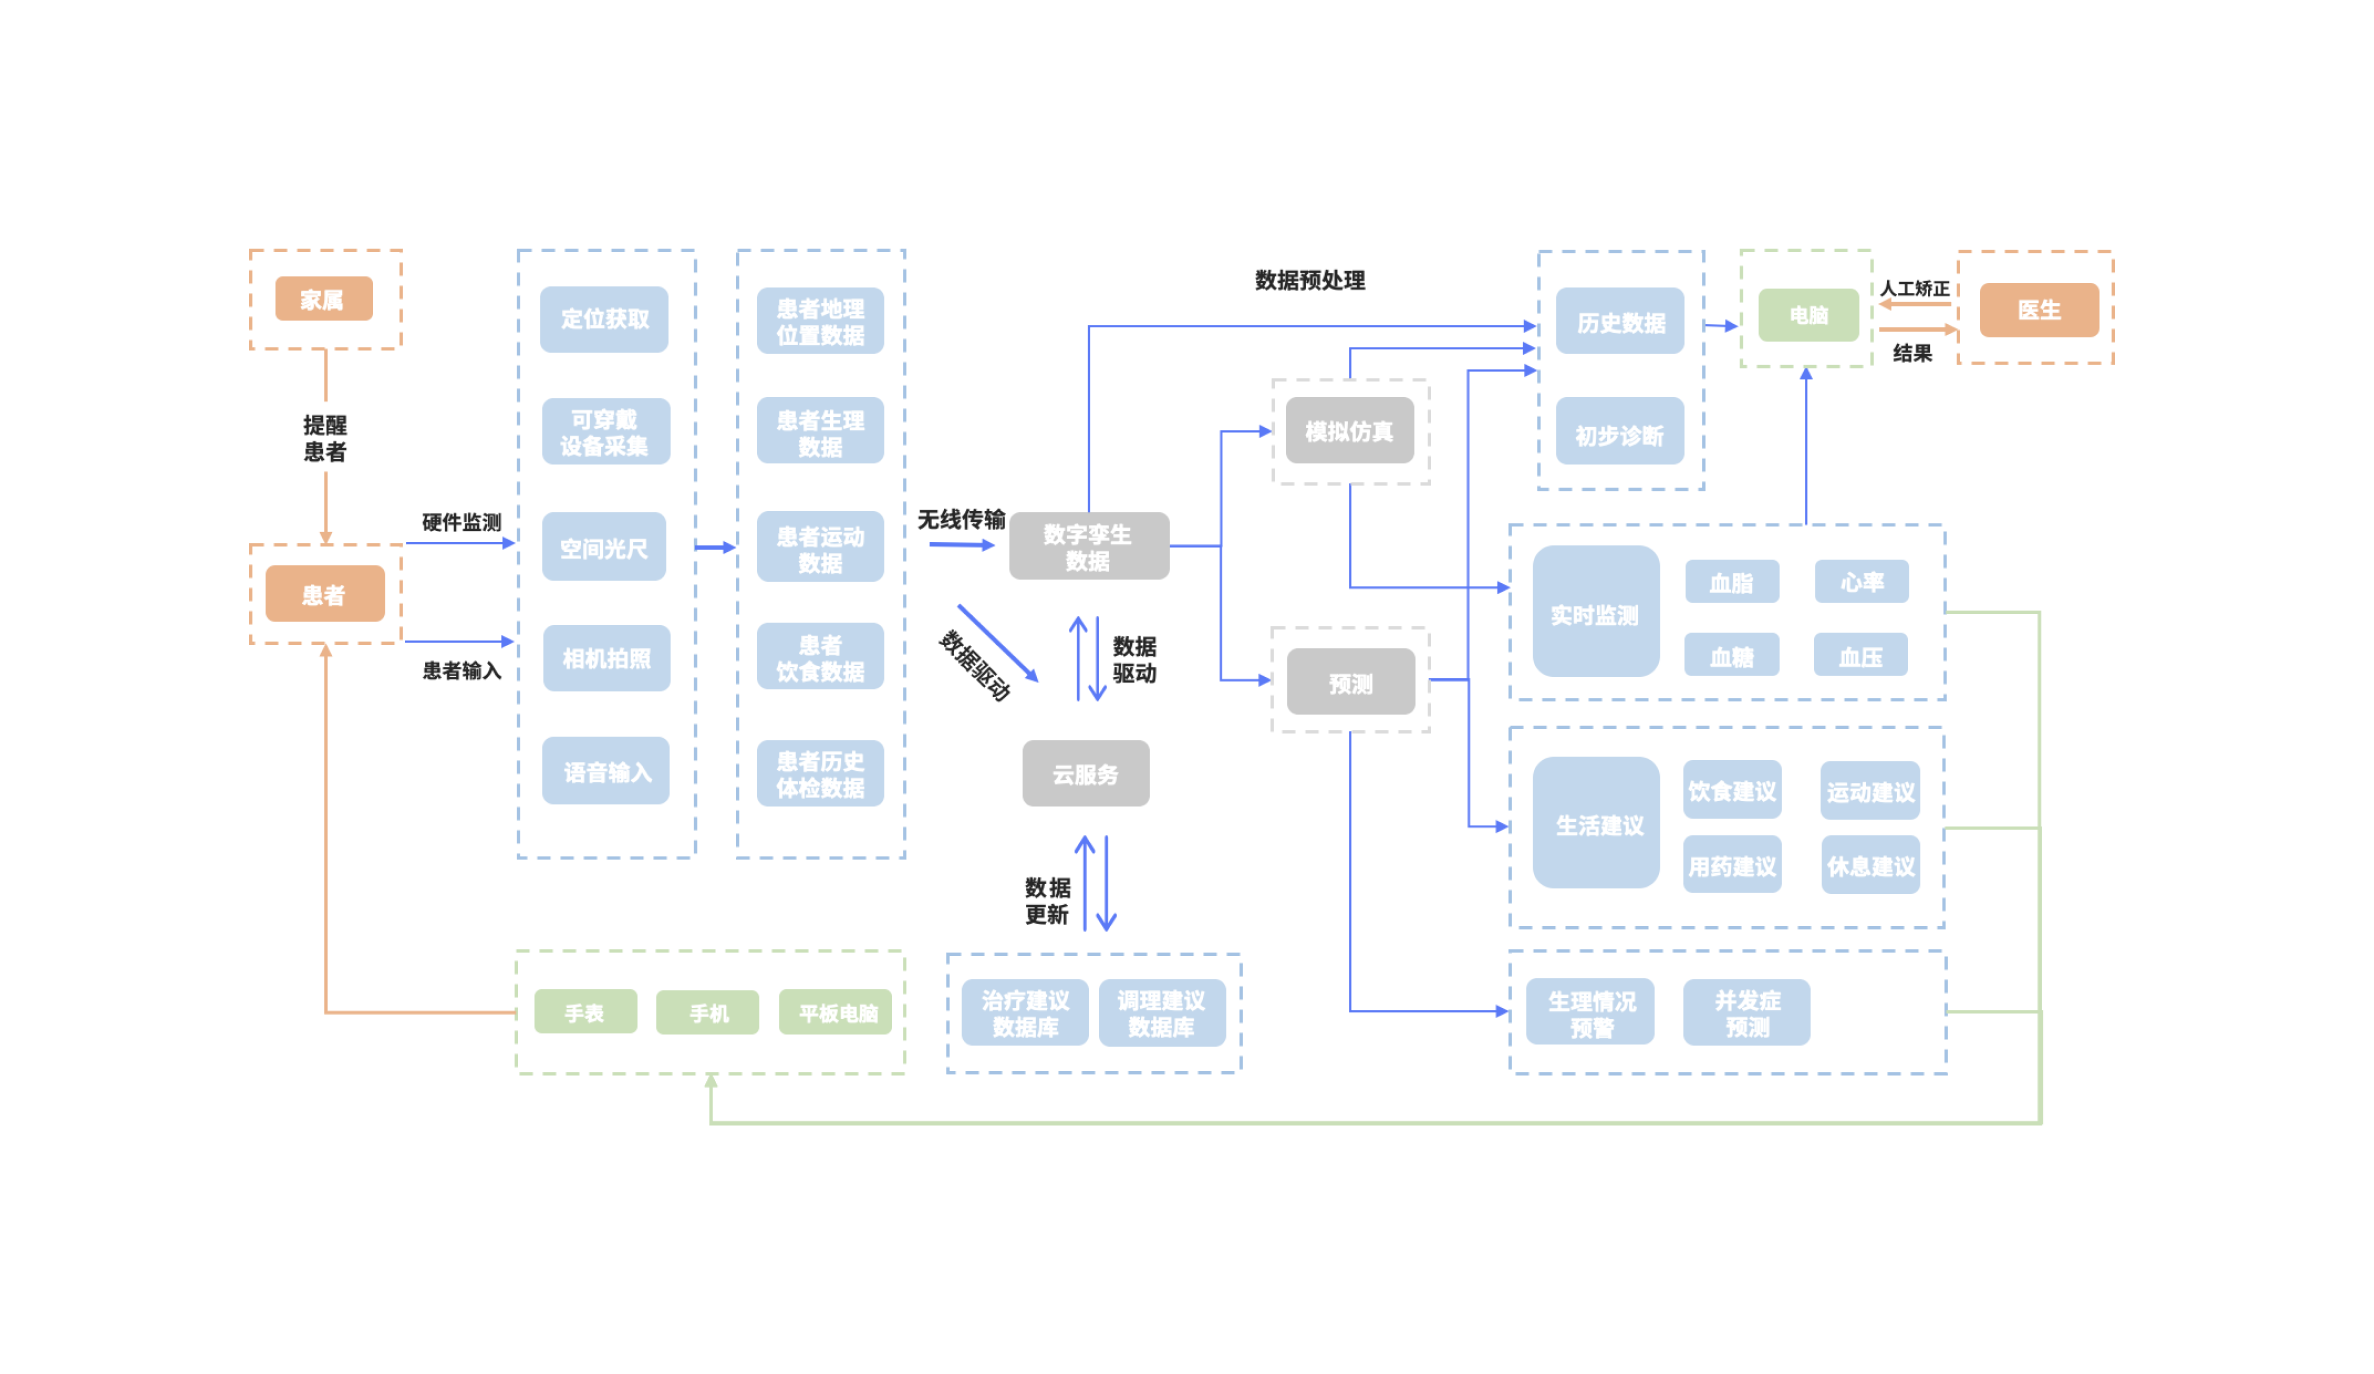 家属
提醒
患者
患者
硬件监测
患者输入
定位获取
可穿戴
设备采集
空间光尺
相机拍照
语音输入
患者地理
位置数据
患者生理
数据
患者运动
数据
患者
饮食数据
患者历史
体检数据
无线传输
数据驱动
数字孪生
数据
数据
驱动
云服务
数据
更新
治疗建议
数据库
调理建议
数据库
手表
手机
平板电脑
数据预处理
模拟仿真
预测
历史数据
初步诊断
电脑
人工矫正
结果
医生
实时监测
血脂
心率
血糖
血压
生活建议
饮食建议
运动建议
用药建议
休息建议
生理情况
预警
并发症
预测